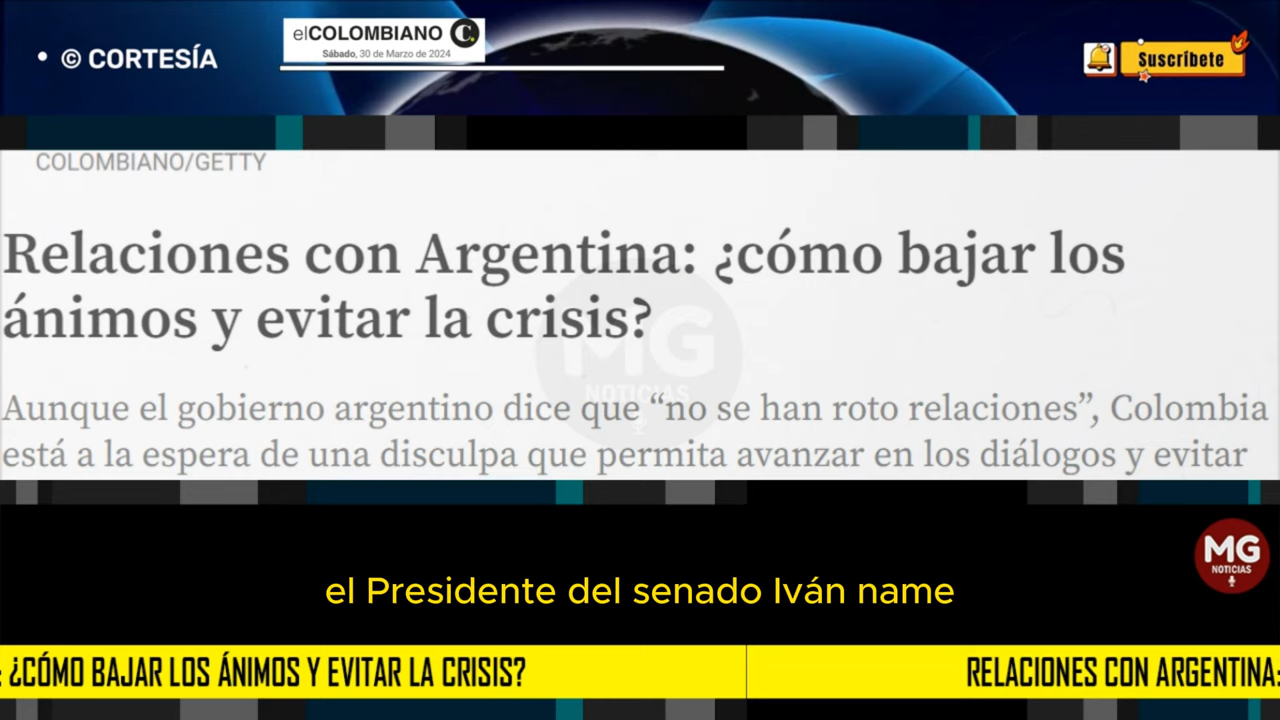 • © CORTESÍA
elCOLOMBIANO C.
Sábado, 30 de Marzo de 2024
Suscríbete
COLOMBIANO/GETTY
Relaciones con Argentina: ¿cómo bajar los
ánimos y evitar la crisis?
MG
NOTICIAS
Aunque el gobierno argentino dice que “no se han roto relaciones”, Colombia
está a la espera de una disculpa que permita avanzar en los diálogos y evitar
MG
NOTICIAS
el Presidente del senado Iván name
: ¿CÓMO BAJAR LOS ÁNIMOS Y EVITAR LA CRISIS?
RELACIONES CON ARGENTINA: